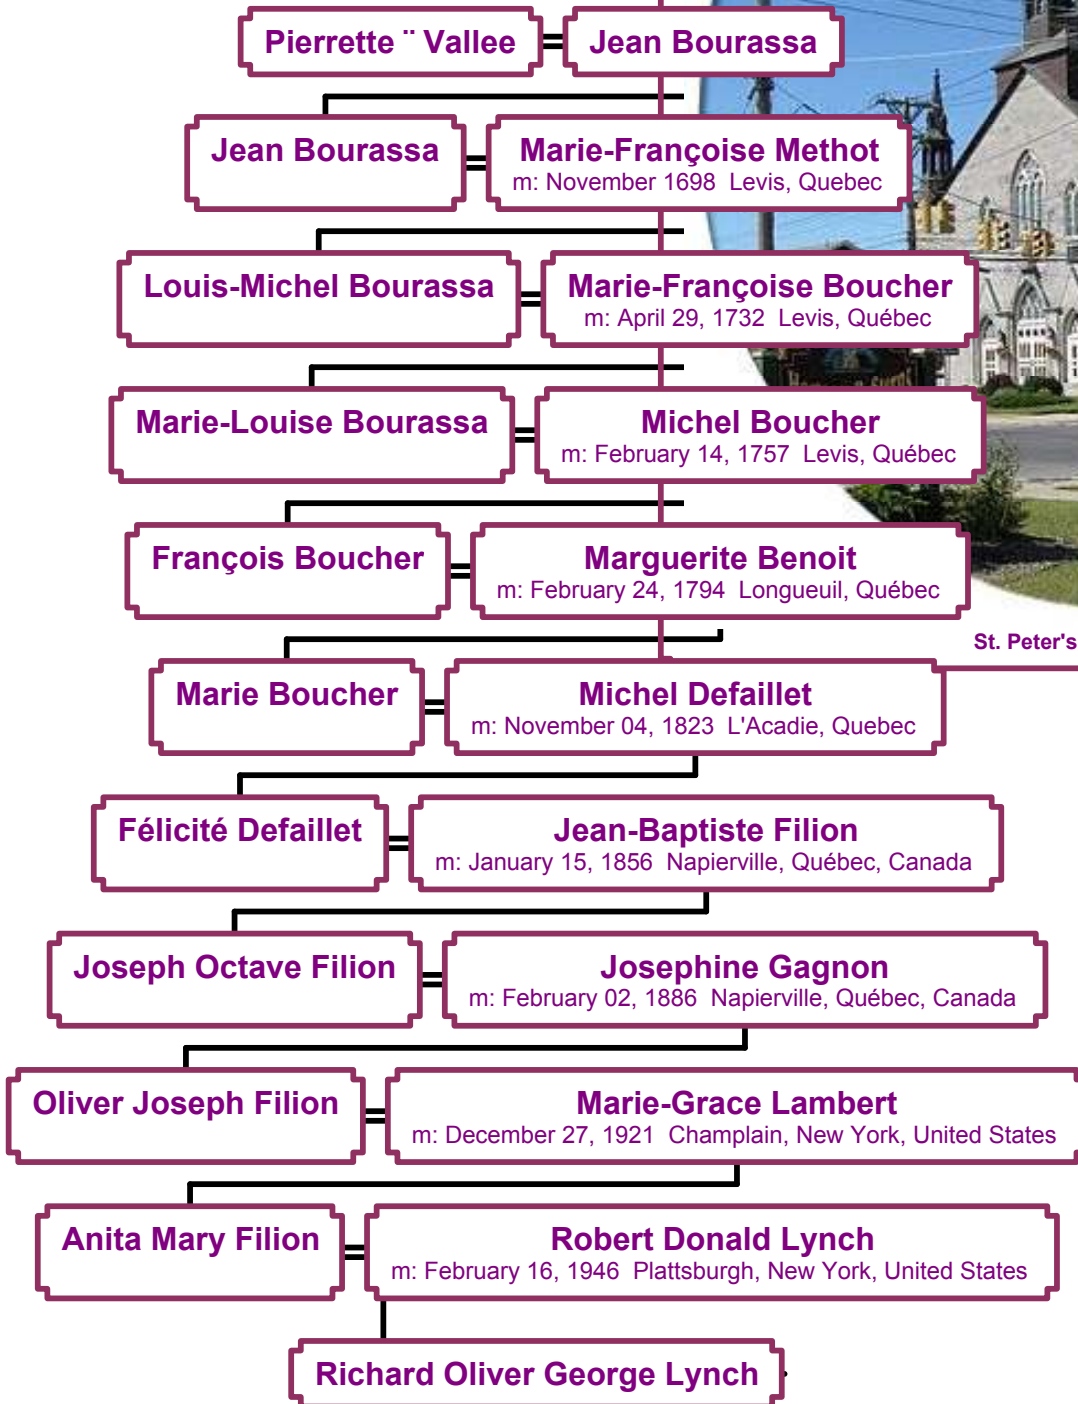 Pierrette ¨ Vallee
Jean Bourassa
Jean Bourassa
Marie-Françoise Methot
m: November 1698 Levis, Quebec
Louis-Michel Bourassa
Marie-Françoise Boucher
m: April 29, 1732 Levis, Québec
Marie-Louise Bourassa
Michel Boucher
m: February 14, 1757 Levis, Québec
François Boucher
Marguerite Benoit
m: February 24, 1794 Longueuil, Québec
St. Peter's
Marie Boucher
Michel Defaillet
m: November 04, 1823 L'Acadie, Quebec
Félicité Defaillet
Jean-Baptiste Filion
m: January 15, 1856 Napierville, Québec, Canada
Joseph Octave Filion
Josephine Gagnon
m: February 02, 1886 Napierville, Québec, Canada
Oliver Joseph Filion
Marie-Grace Lambert
m: December 27, 1921 Champlain, New York, United States
Anita Mary Filion
Robert Donald Lynch
m: February 16, 1946 Plattsburgh, New York, United States
Richard Oliver George Lynch